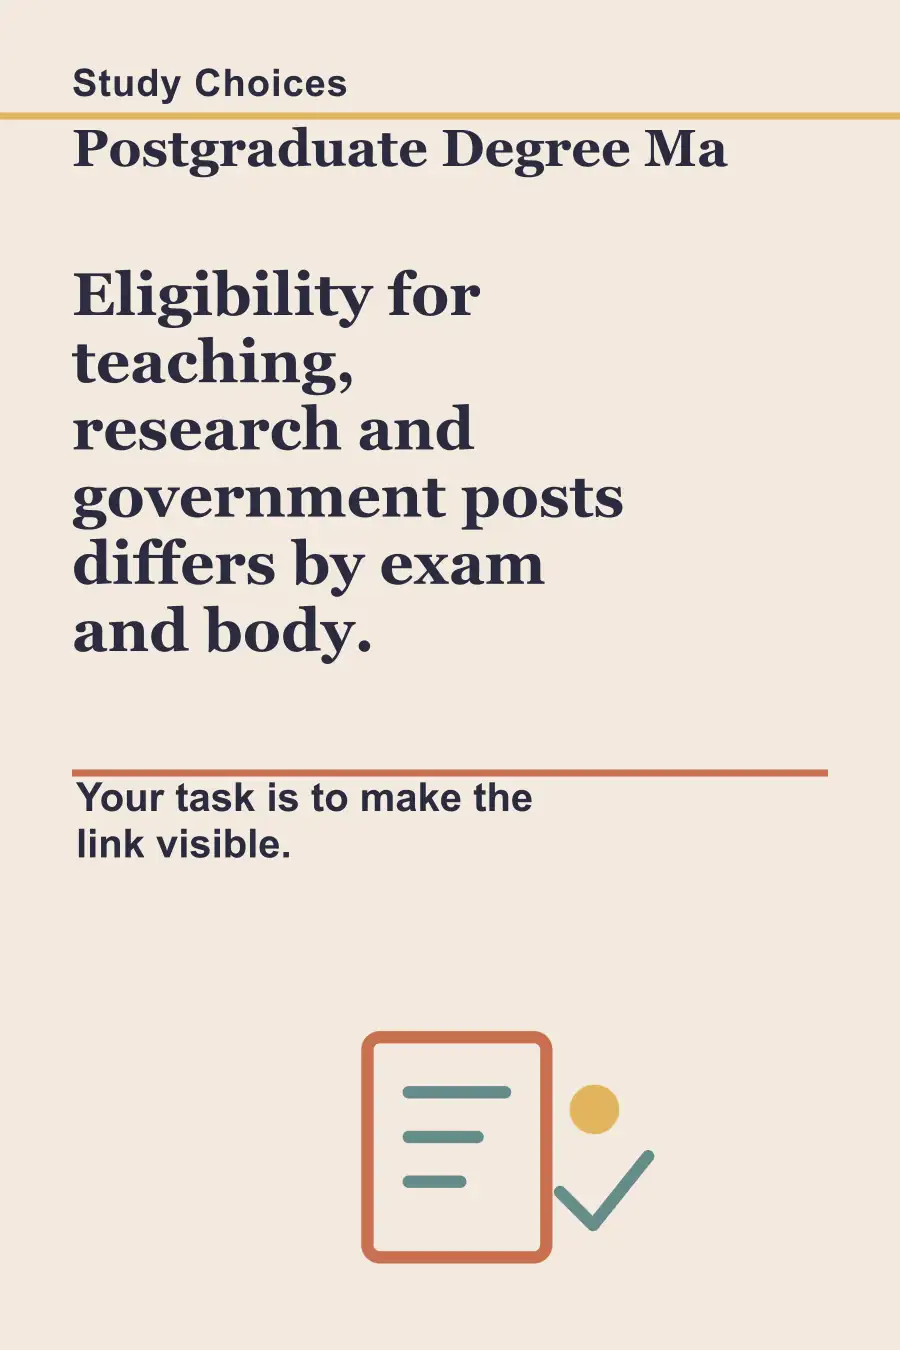 Study Choices
Postgraduate Degree Ma
Eligibility for
teaching,
research and
government posts
differs by exam
and body.
Your task is to make the
link visible.